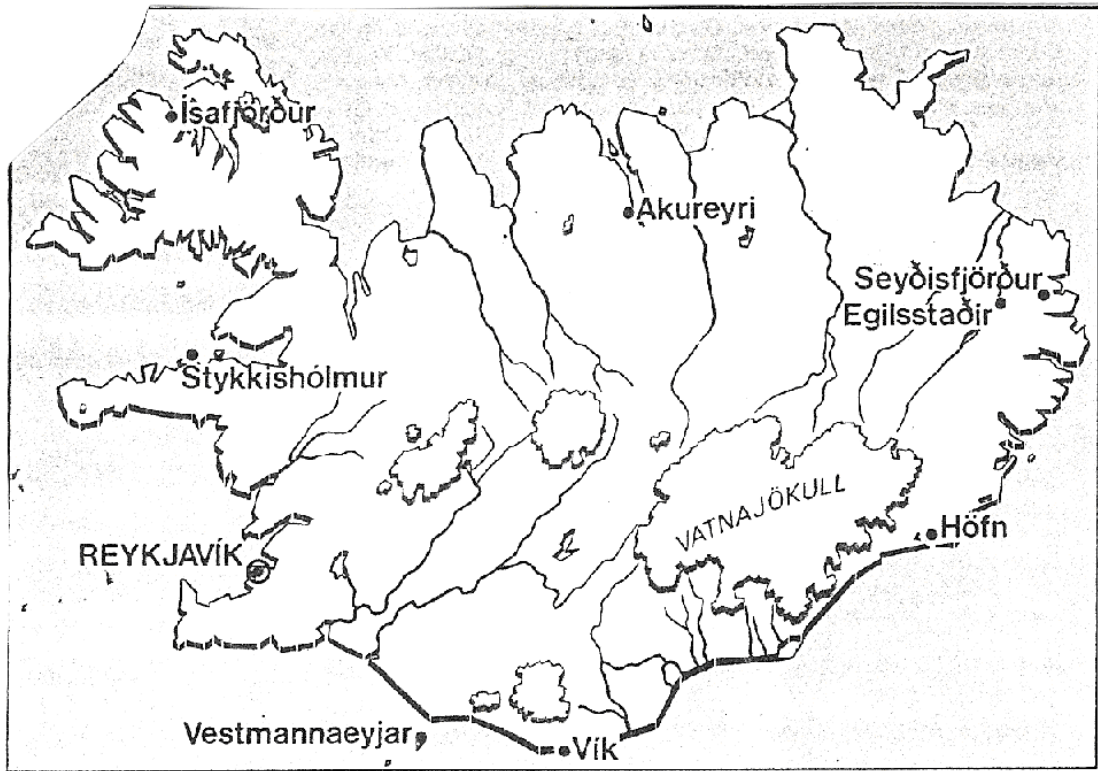 Ísafjörður
Akureyri
Seyðisfjörður
Egilsstaðir
Stykkishólmur
VATNAJÖKULL
Höfn
REYKJAVÍK
Vestmannaeyjar
Vík